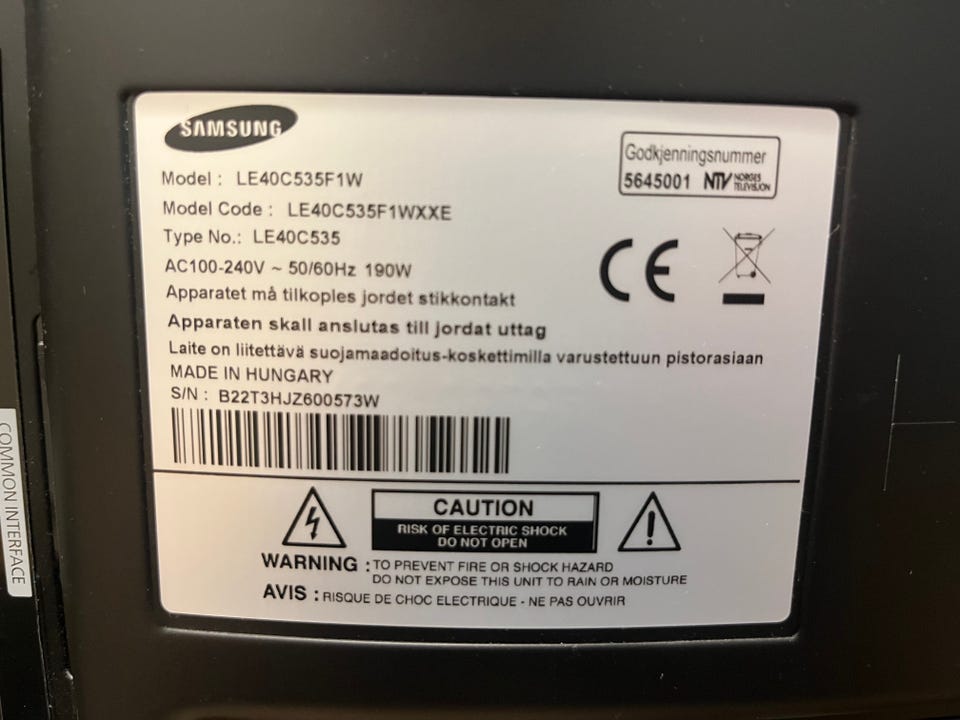 SAMSUNG
Godkjenningsnummer
5645001 NTV NORGES TELEVISJON
Model : LE40C535F1W
Model Code : LE40C535F1WXXE
Type No.: LE40C535
AC100-240V ~ 50/60Hz 190W
Apparatet må tilkoples jordet stikkontakt
Apparaten skall anslutas till jordat uttag
Laite on liitettävä suojamaadoitus-koskettimilla varustettuun pistorasiaan
MADE IN HUNGARY
S/N : B22T3HJZ600573W
CE
CAUTION
RISK OF ELECTRIC SHOCK
DO NOT OPEN
WARNING : TO PREVENT FIRE OR SHOCK HAZARD
DO NOT EXPOSE THIS UNIT TO RAIN OR MOISTURE
AVIS : RISQUE DE CHOC ELECTRIQUE - NE PAS OUVRIR
COMMON INTERFACE